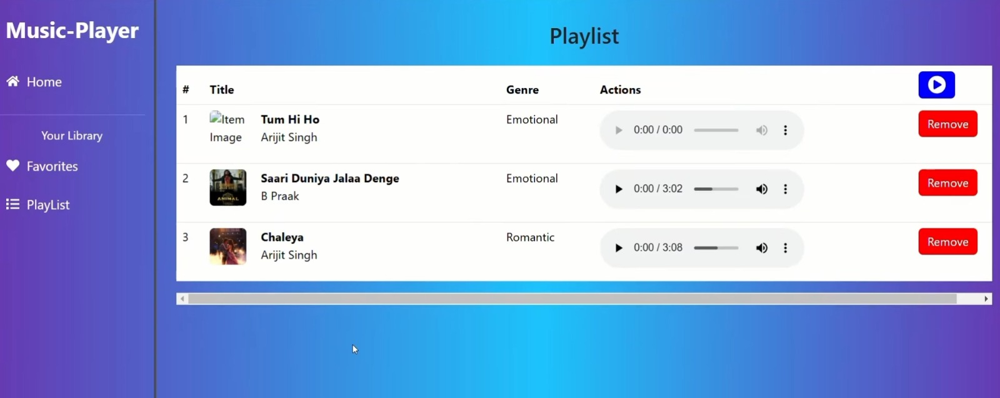 Music-Player
Home
Your Library
Favorites
PlayList
Playlist
# Title Genre Actions
1 Item Image Tum Hi Ho Emotional 0:00 / 0:00 Remove
Arijit Singh
2 Saari Duniya Jalaa Denge Emotional 0:00 / 3:02 Remove
B Praak
ANIMAL
3 Chaleya Romantic 0:00 / 3:08 Remove
Arijit Singh